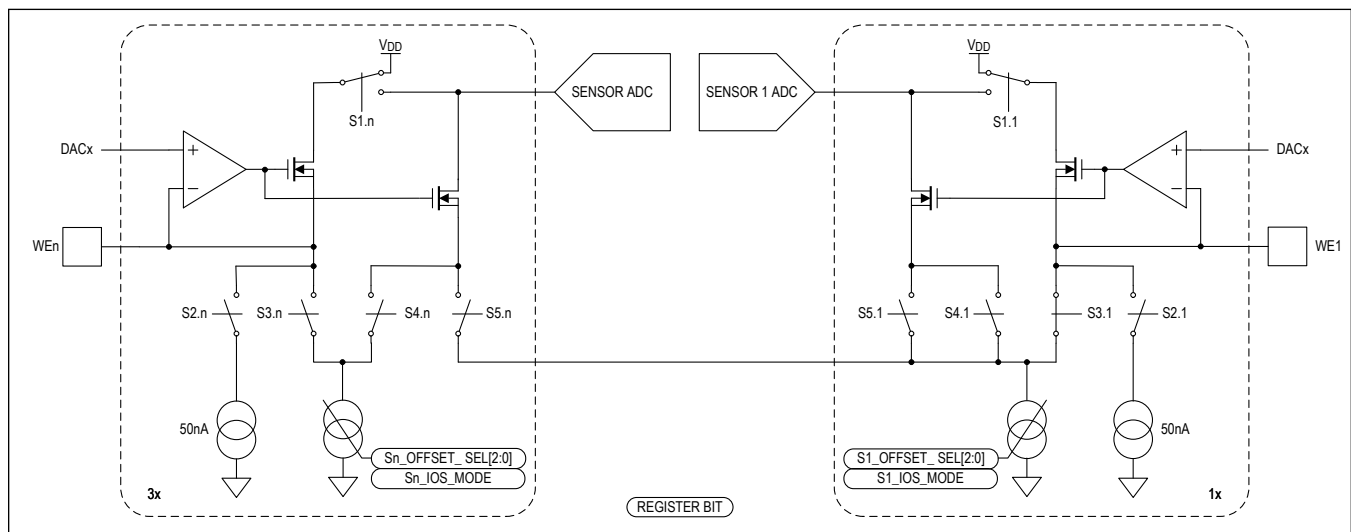 VDD
VDD
SENSOR ADC
SENSOR 1 ADC
S1.n
S1.1
DACx
+
+
DACx
−
−
WEn
WE1
S2.n
S3.n
S4.n
S5.n
S5.1
S4.1
S3.1
S2.1
50nA
50nA
Sn_OFFSET_ SEL[2:0]
S1_OFFSET_ SEL[2:0]
Sn_IOS_MODE
S1_IOS_MODE
3x
REGISTER BIT
1x